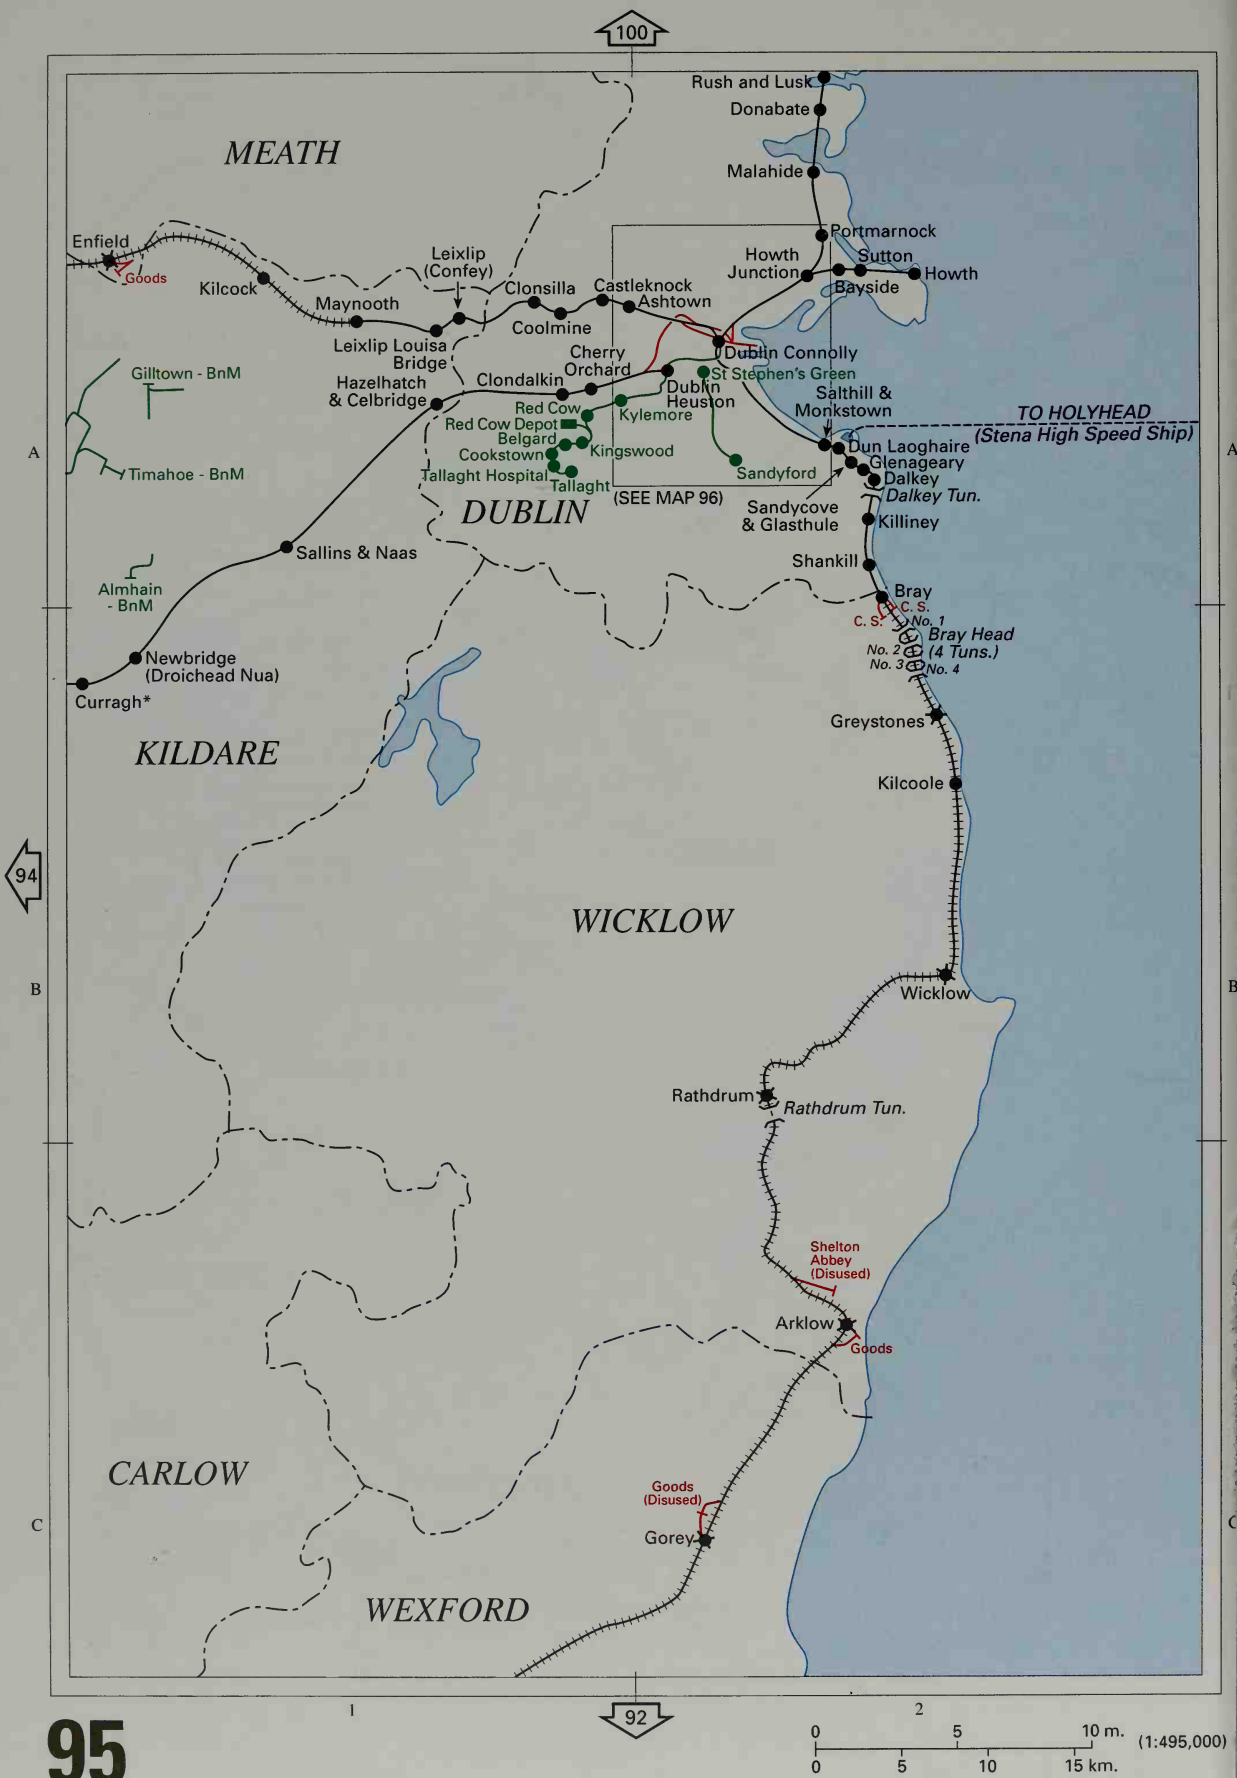 100
Rush and Lusk
Donabate
MEATH
Malahide
Enfield
Goods
Kilcock
Leixlip
(Confey)
Maynooth
Leixlip Louisa
Bridge
Clonsilla
Coolmine
Castleknock
Ashtown
Portmarnock
Howth
Junction
Sutton
Bayside
Howth
Cherry
Orchard
Dublin Connolly
Gilltown - BnM
Hazelhatch
& Celbridge
Clondalkin
Dublin
Heuston
St Stephen's Green
Salthill &
Monkstown
Red Cow
Kylemore
Red Cow Depot
Belgard
Kingswood
Cookstown
Tallaght Hospital
Tallaght
Sandyford
TO HOLYHEAD
(Stena High Speed Ship)
A
A
Timahoe - BnM
Dun Laoghaire
Glenageary
Dalkey
Dalkey Tun.
(SEE MAP 96)
DUBLIN
Sandycove
& Glasthule
Killiney
Sallins & Naas
Shankill
Almhain
- BnM
Bray
C. S.
C. S.
No. 1
Bray Head
(4 Tuns.)
No. 2
No. 3
No. 4
Newbridge
(Droichead Nua)
Curragh*
Greystones
KILDARE
Kilcoole
94
WICKLOW
B
B
Wicklow
Rathdrum
Rathdrum Tun.
Shelton
Abbey
(Disused)
Arklow
Goods
CARLOW
Goods
(Disused)
C
C
Gorey
WEXFORD
1
92
2
95
0 5 10 m.
(1:495,000)
0 5 10 15 km.